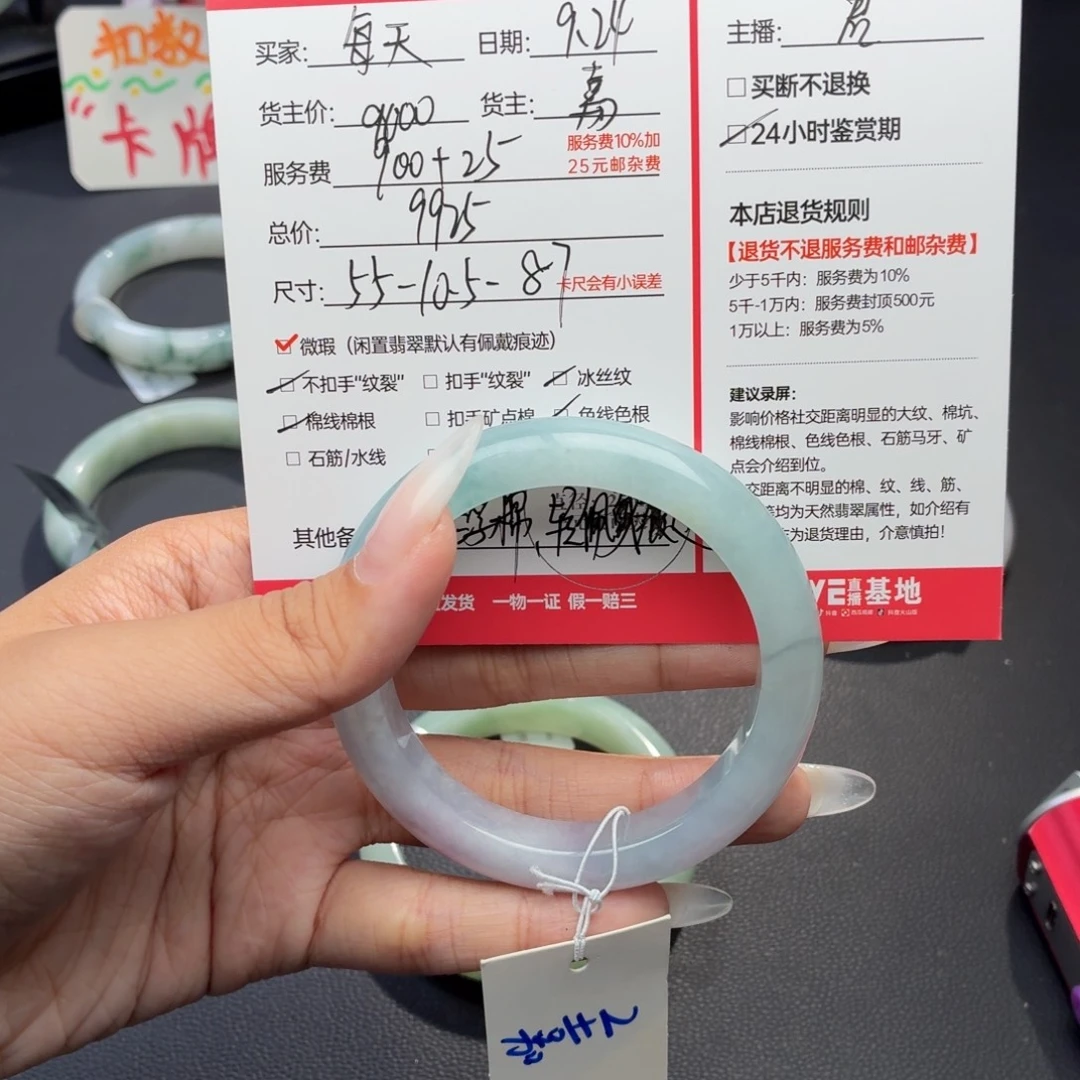 扣数
卡牌
买家: 每天 日期: 9.24
货主价: 9000 货主: 嘉
服务费 900+25 服务费10%加
25元邮杂费
总价: 9925
尺寸: 55-10.5-8.7 卡尺会有小误差
微瑕（闲置翡翠默认有佩戴痕迹）
不扣手“纹裂” 扣手“纹裂” 冰丝纹
棉线棉根 扣手矿点棉 色线色根
石筋/水线
其他备
发货 一物一证 假一赔三
主播:
买断不退换
24小时鉴赏期
本店退货规则
【退货不退服务费和邮杂费】
少于5千内：服务费为10%
5千-1万内：服务费封顶500元
1万以上：服务费为5%
建议录屏：
影响价格社交距离明显的大纹、棉坑、
棉线棉根、色线色根、石筋马牙、矿
点会介绍到位。
交距离不明显的棉、纹、线、筋、
等均为天然翡翠属性，如介绍有
为退货理由，介意慎拍！
直播基地